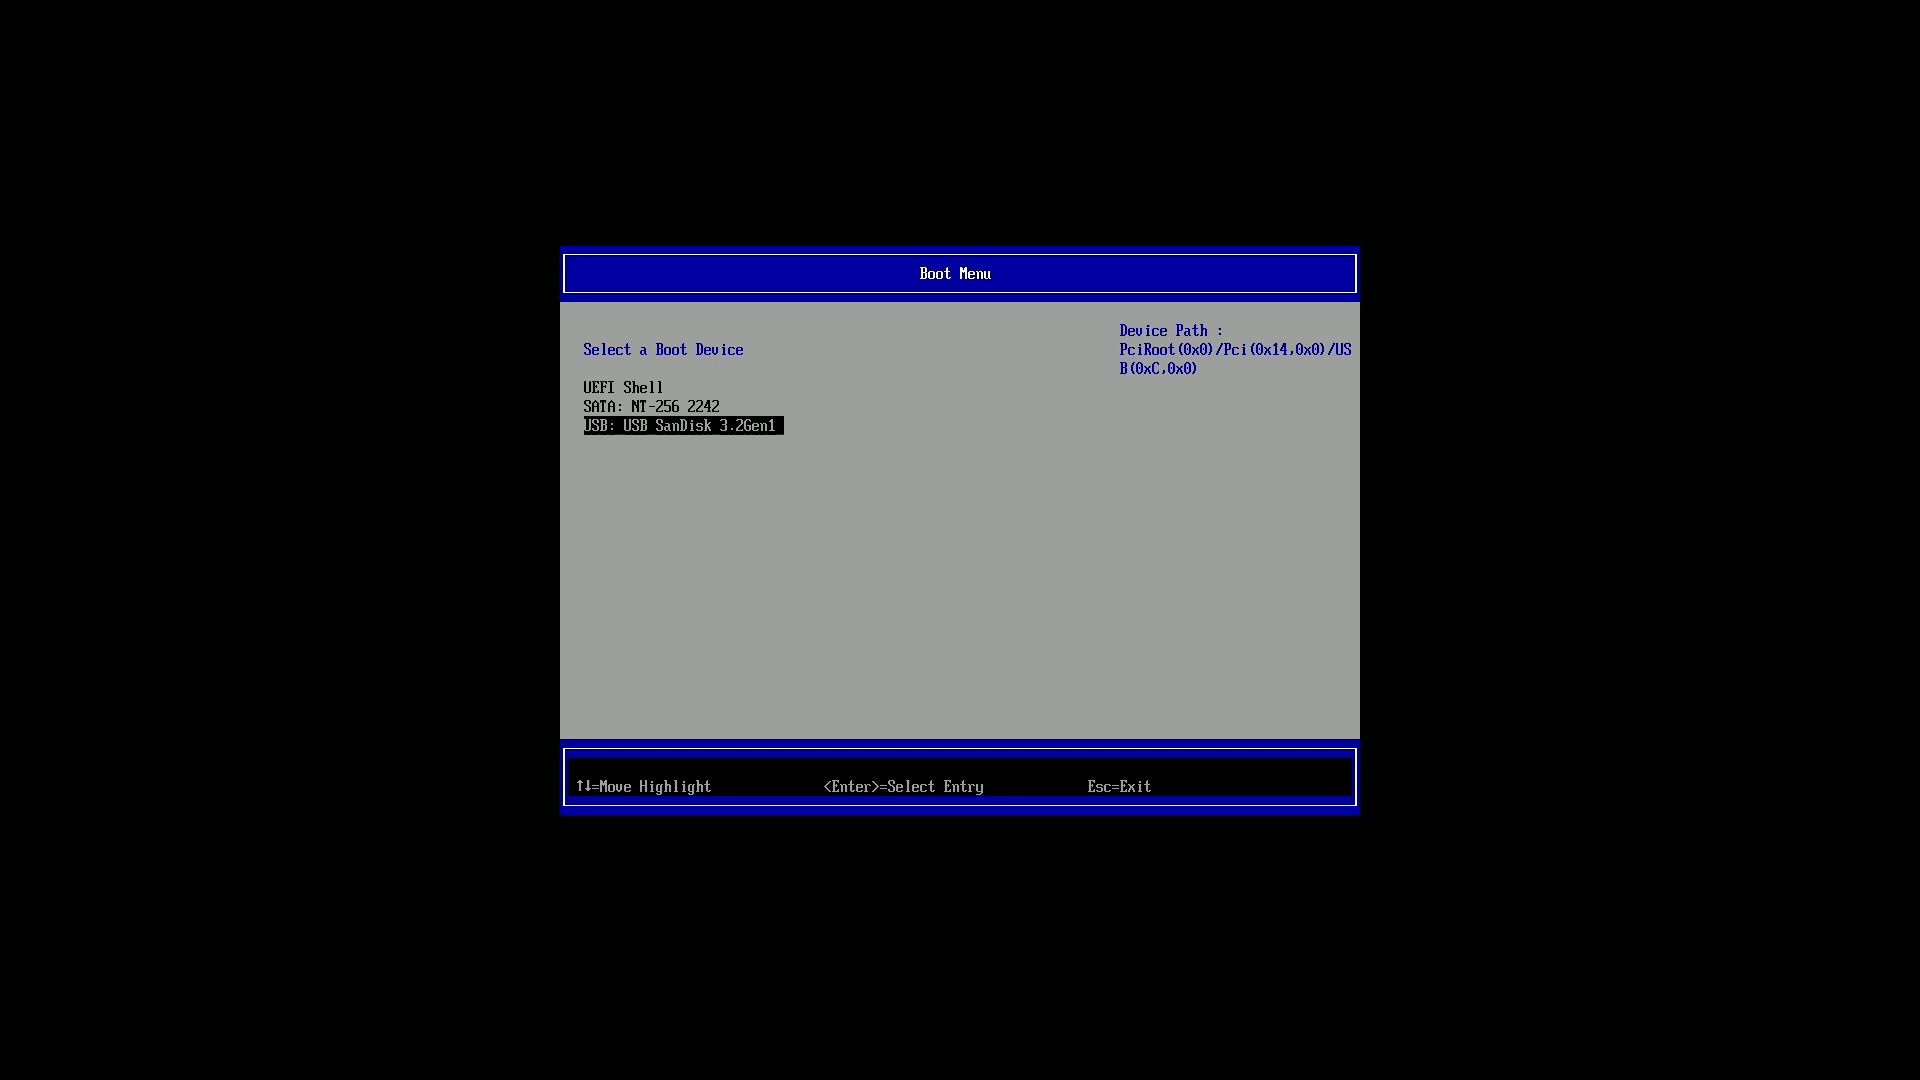 Boot Menu
Select a Boot Device
UEFI Shell
SATA: NT-256 2242
USB: USB SanDisk 3.2Gen1
Device Path :
PciRoot(0x0)/Pci(0x14,0x0)/US
B(0xC,0x0)
↑↓=Move Highlight
<Enter>=Select Entry
Esc=Exit